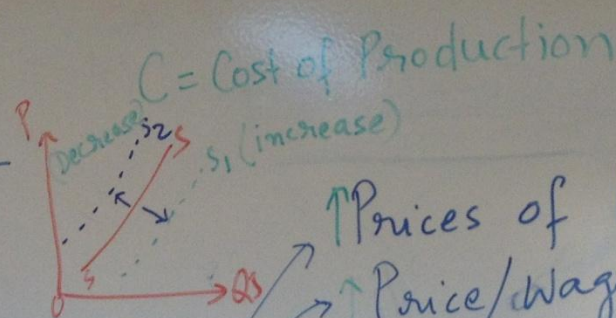 C = Cost of Production
P
(Decrease) S2 S
S1 (increase)
↑Prices of
S
O QS
↑ Price/Wag